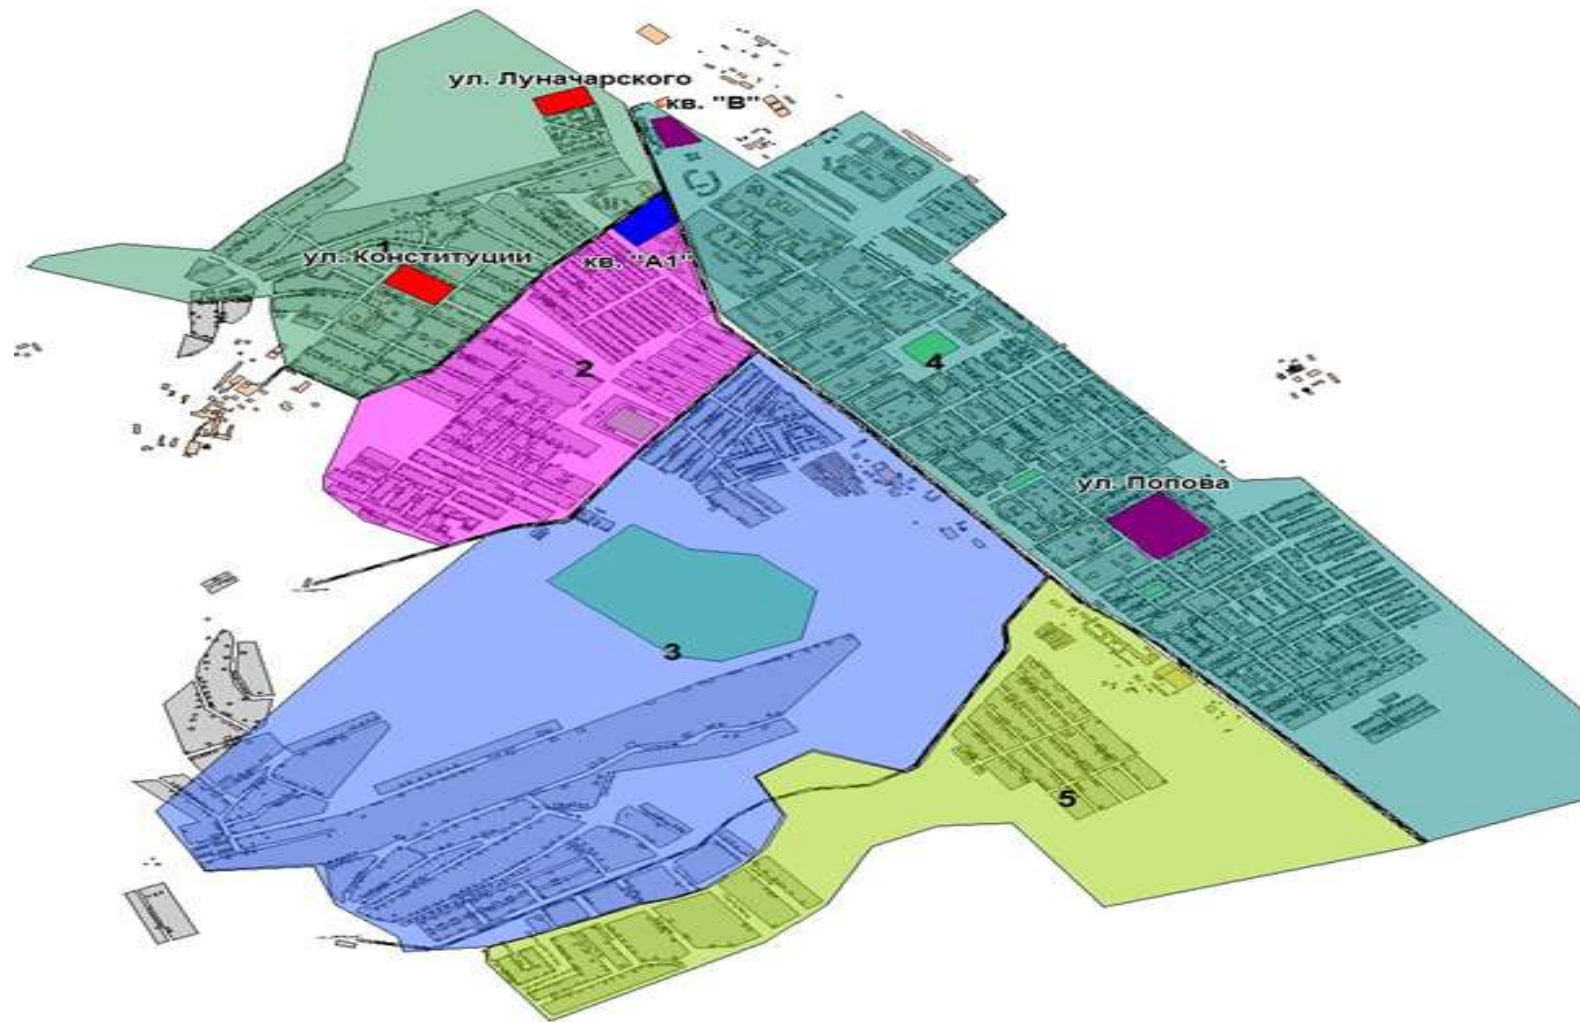 ул. Луначарского
кв. "В"
1
ул. Конституции
кв. "А1"
2
4
ул. Попова
3
5